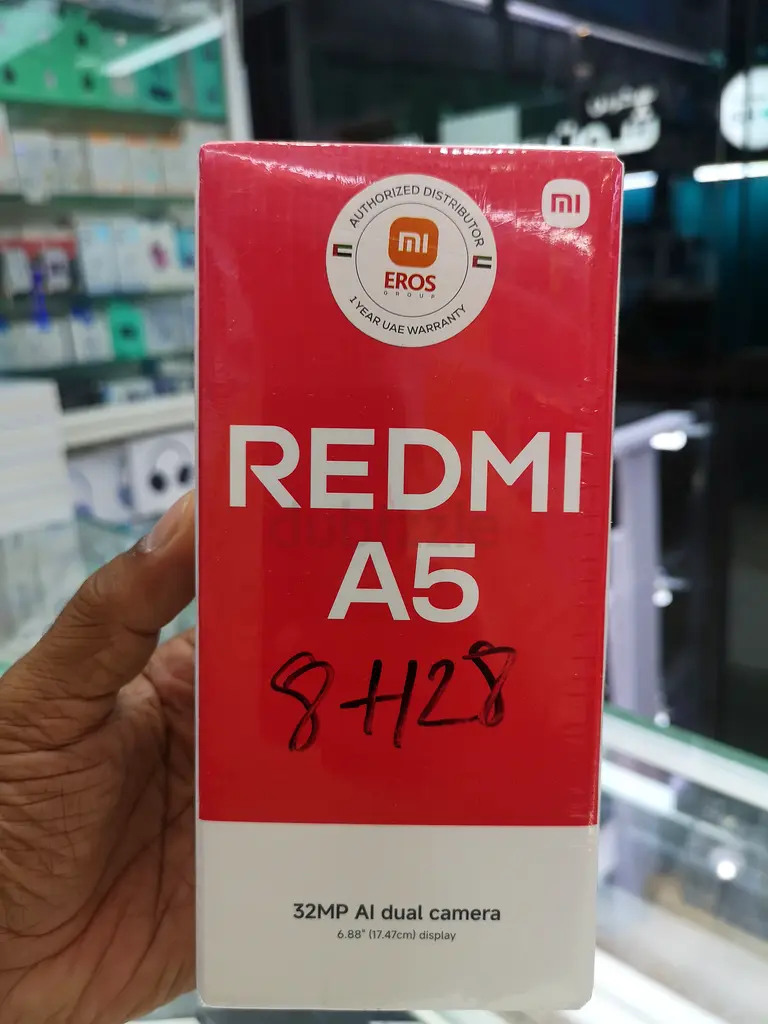 AUTHORIZED DISTRIBUTOR
mi
mi
EROS
GROUP
1 YEAR UAE WARRANTY
REDMI
A5
dubizzle
8+128
32MP AI dual camera
6.88" (17.47cm) display